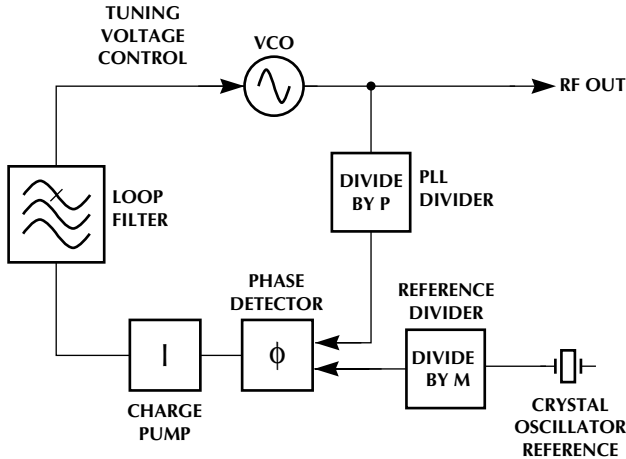 TUNING
VOLTAGE
CONTROL
VCO
RF OUT
LOOP
FILTER
DIVIDE
BY P
PLL
DIVIDER
PHASE
DETECTOR
REFERENCE
DIVIDER
I
ϕ
DIVIDE
BY M
CHARGE
PUMP
CRYSTAL
OSCILLATOR
REFERENCE